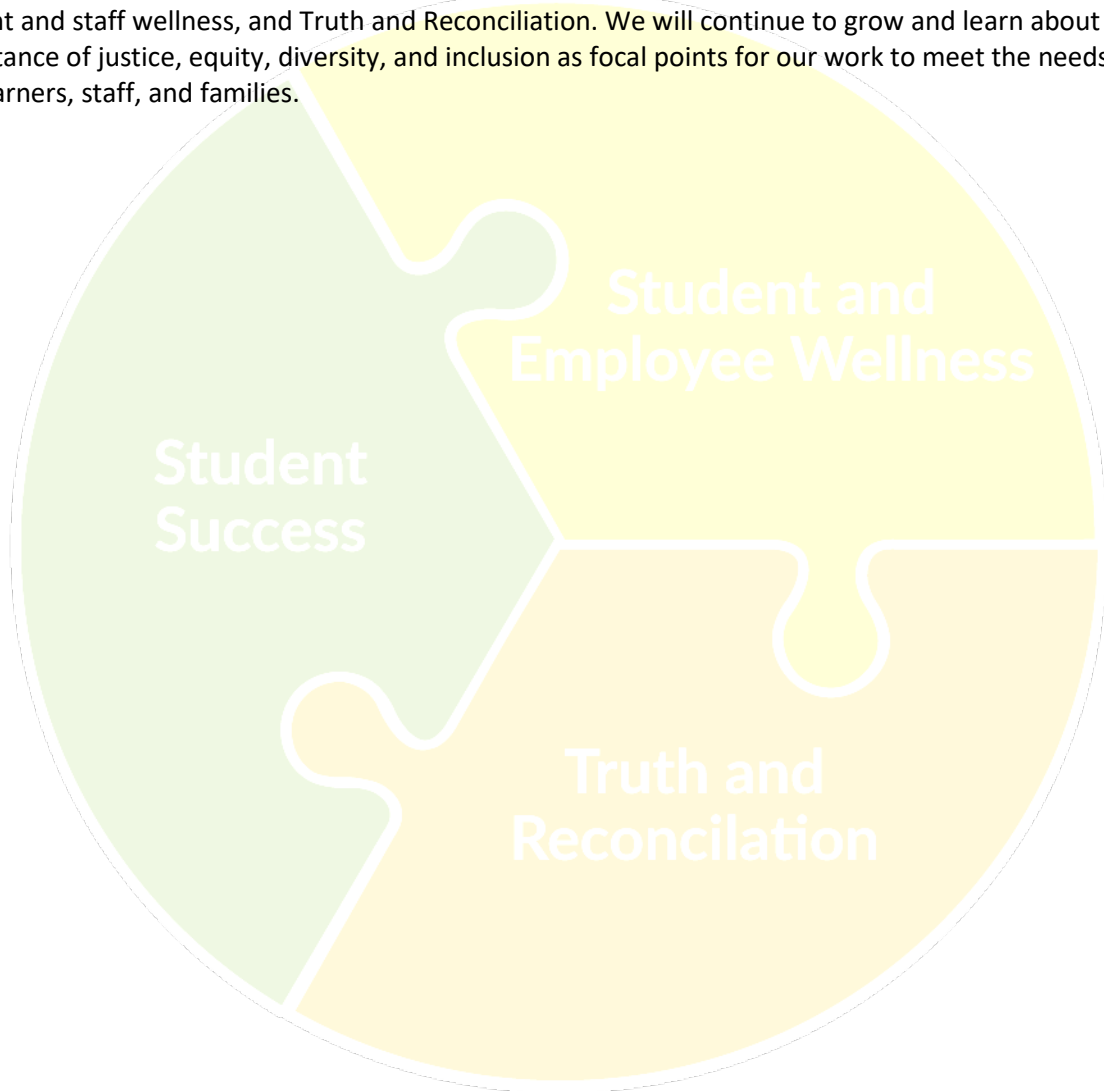 nt and staff wellness, and Truth and Reconciliation. We will continue to grow and learn about
tance of justice, equity, diversity, and inclusion as focal points for our work to meet the needs
arners, staff, and families.
Student and
Employee Wellness
Student
Success
Truth and
Reconcilation